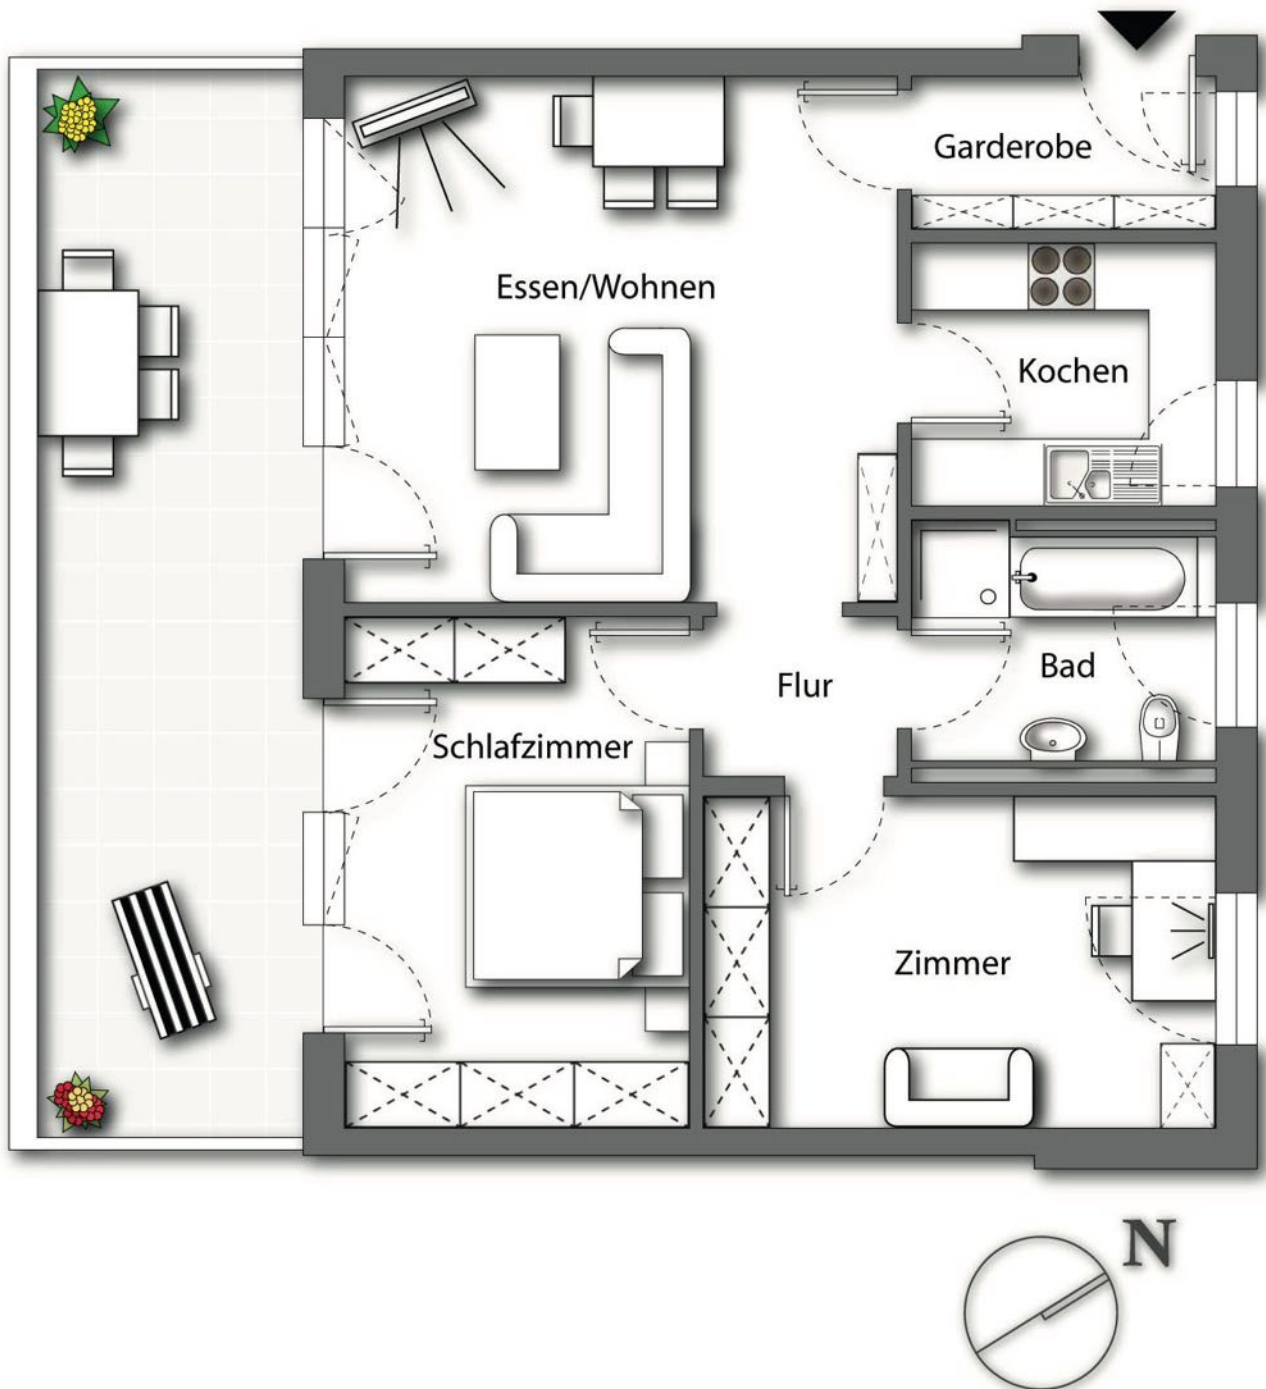 Garderobe
Essen/Wohnen
Kochen
Bad
Flur
Schlafzimmer
Zimmer
N